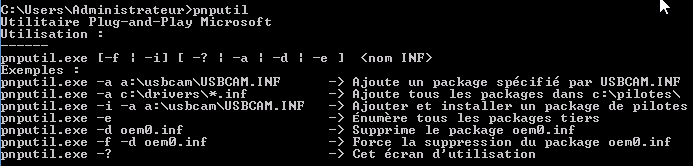 C:\Users\Administrateur>pnputil
Utilitaire Plug-and-Play Microsoft
Utilisation :
------
pnputil.exe [-f | -i] [ -? | -a | -d | -e ] <nom INF>
Exemples :
pnputil.exe -a a:\usbcam\USBCAM.INF -> Ajoute un package spécifié par USBCAM.INF
pnputil.exe -a c:\drivers\*.inf -> Ajoute tous les packages dans c:\pilotes\
pnputil.exe -i -a a:\usbcam\USBCAM.INF -> Ajouter et installer un package de pilotes
pnputil.exe -e -> Énumère tous les packages tiers
pnputil.exe -d oem0.inf -> Supprime le package oem0.inf
pnputil.exe -f -d oem0.inf -> Force la suppression du package oem0.inf
pnputil.exe -? -> Cet écran d'utilisation